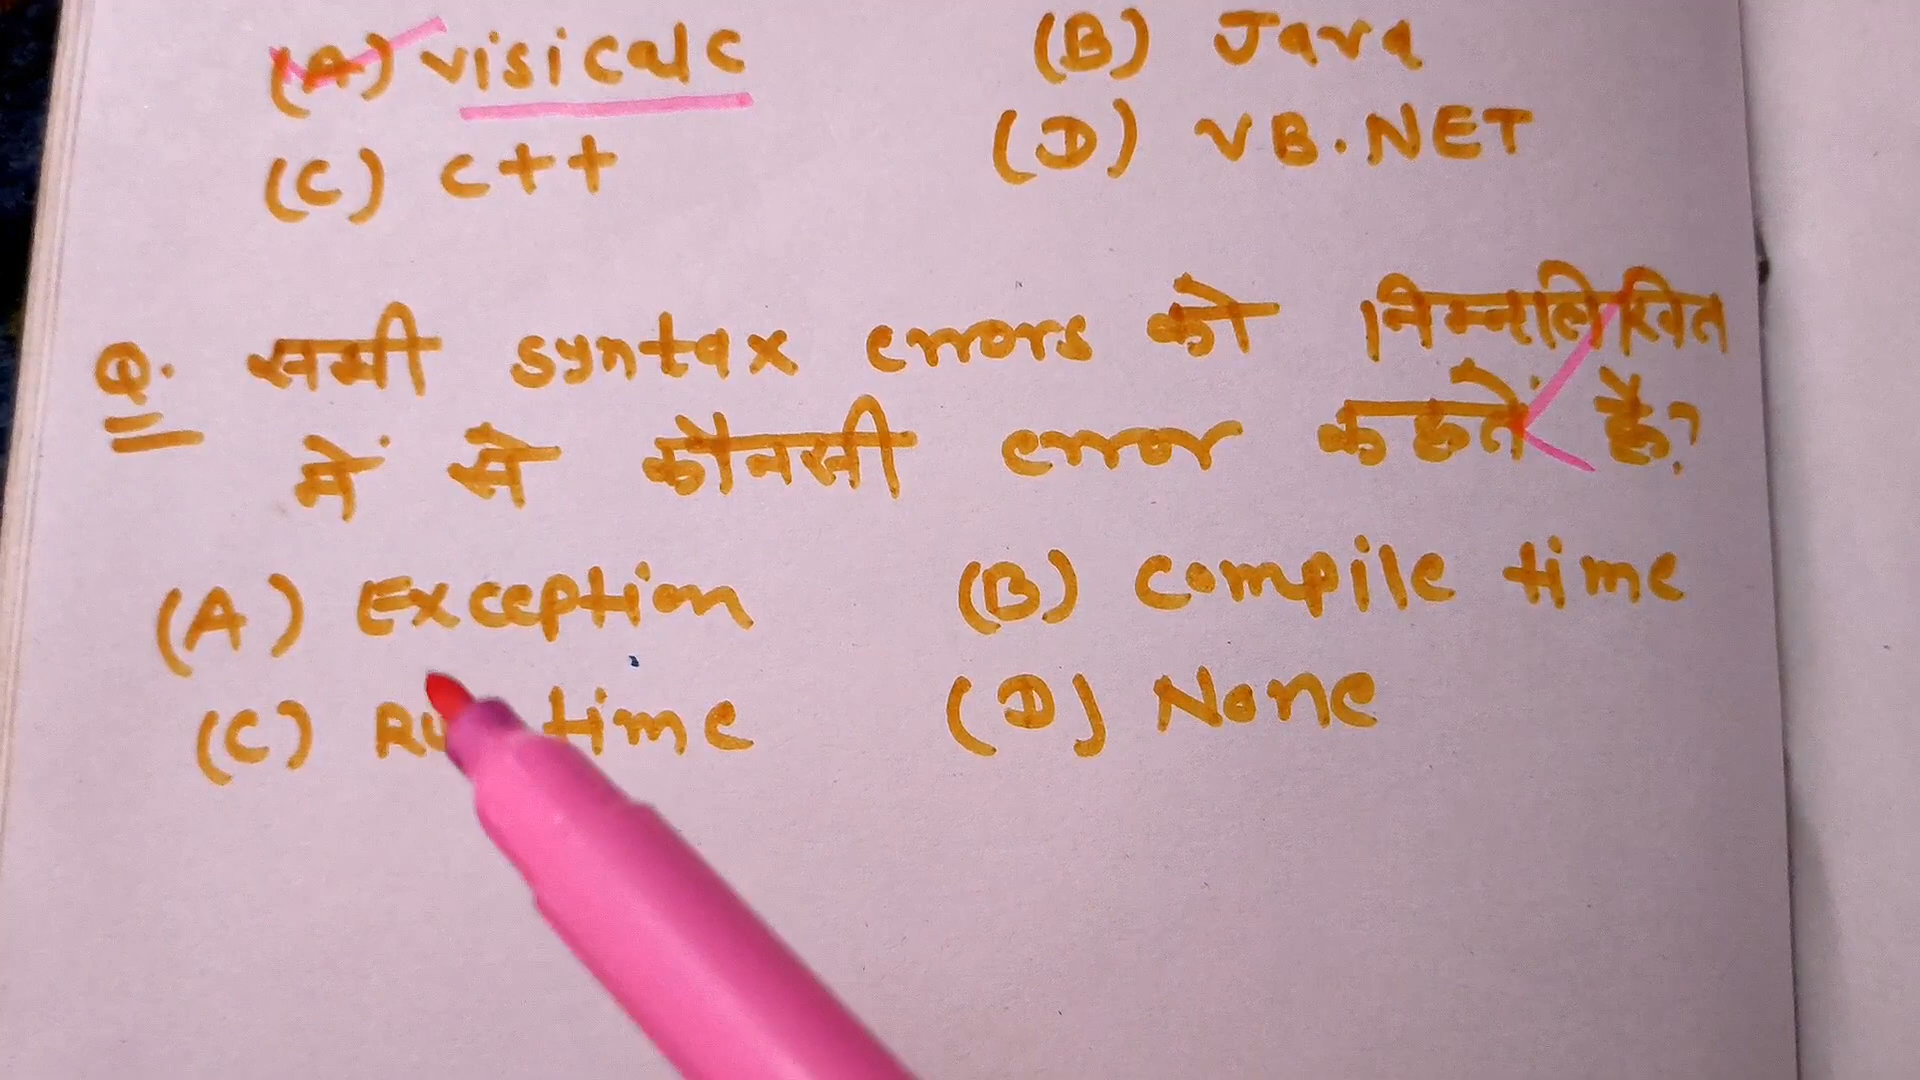 (A) visicalc (B) Java
(C) C++ (D) VB.NET
Q. सभी syntax errors को निम्नलिखित
में से कौनसी error कहते हैं?
(A) Exception (B) Compile time
(C) time (D) None